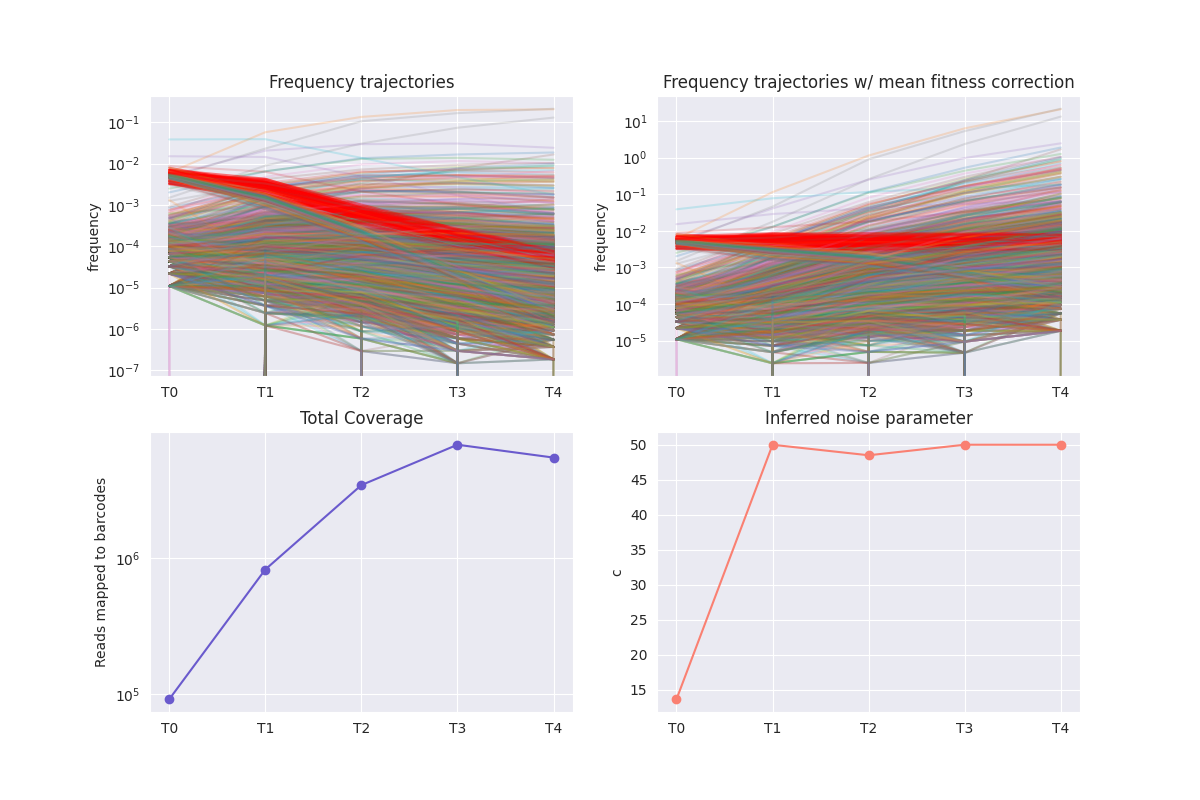 Frequency trajectories
frequency
10⁻¹
10⁻²
10⁻³
10⁻⁴
10⁻⁵
10⁻⁶
10⁻⁷
T0 T1 T2 T3 T4
Frequency trajectories w/ mean fitness correction
frequency
10¹
10⁰
10⁻¹
10⁻²
10⁻³
10⁻⁴
10⁻⁵
T0 T1 T2 T3 T4
Total Coverage
Reads mapped to barcodes
10⁶
10⁵
T0 T1 T2 T3 T4
Inferred noise parameter
c
50
45
40
35
30
25
20
15
T0 T1 T2 T3 T4